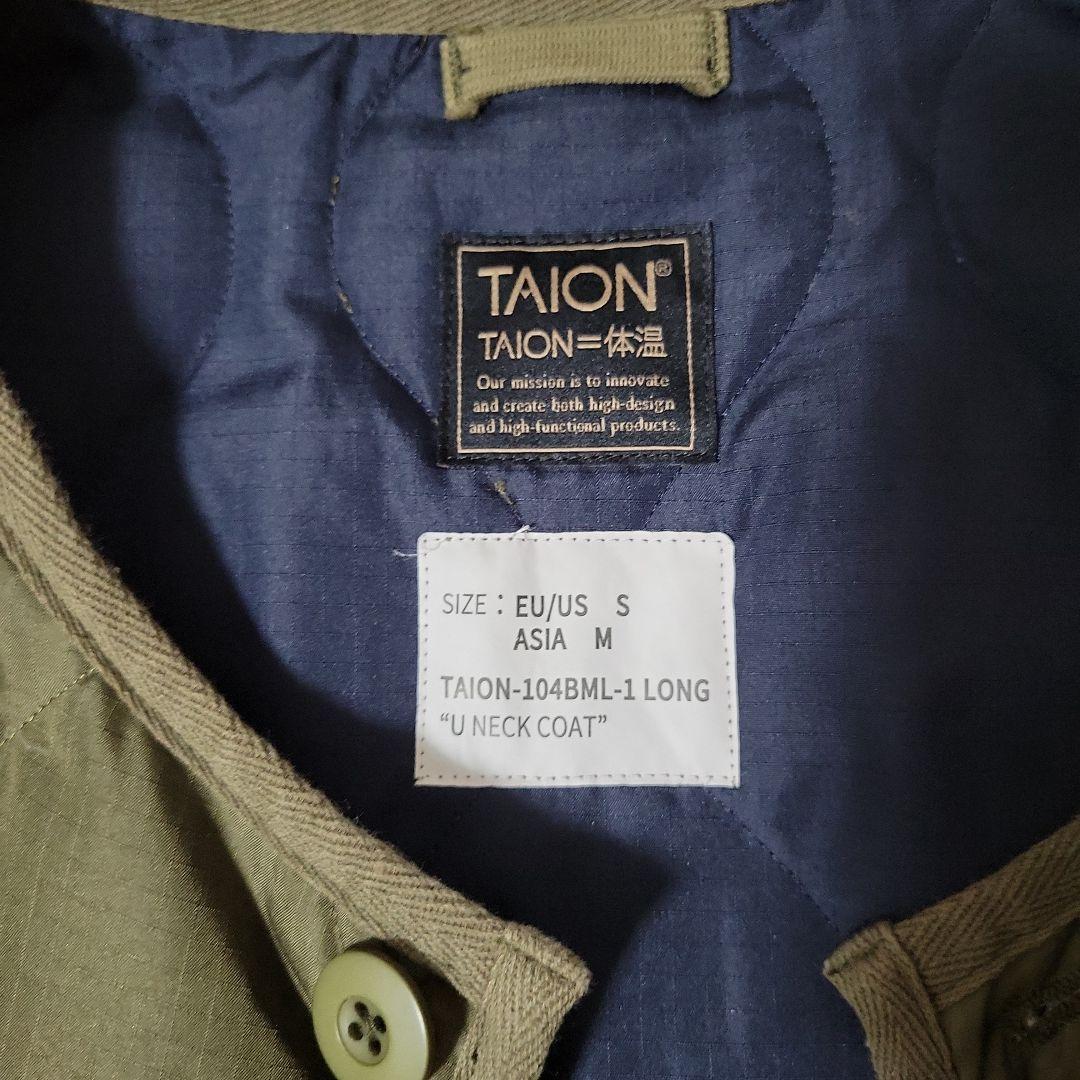 TAION®
TAION=体温
Our mission is to innovate
and create both high-design
and high-functional products.
SIZE : EU/US S
ASIA M
TAION-104BML-1 LONG
“U NECK COAT”